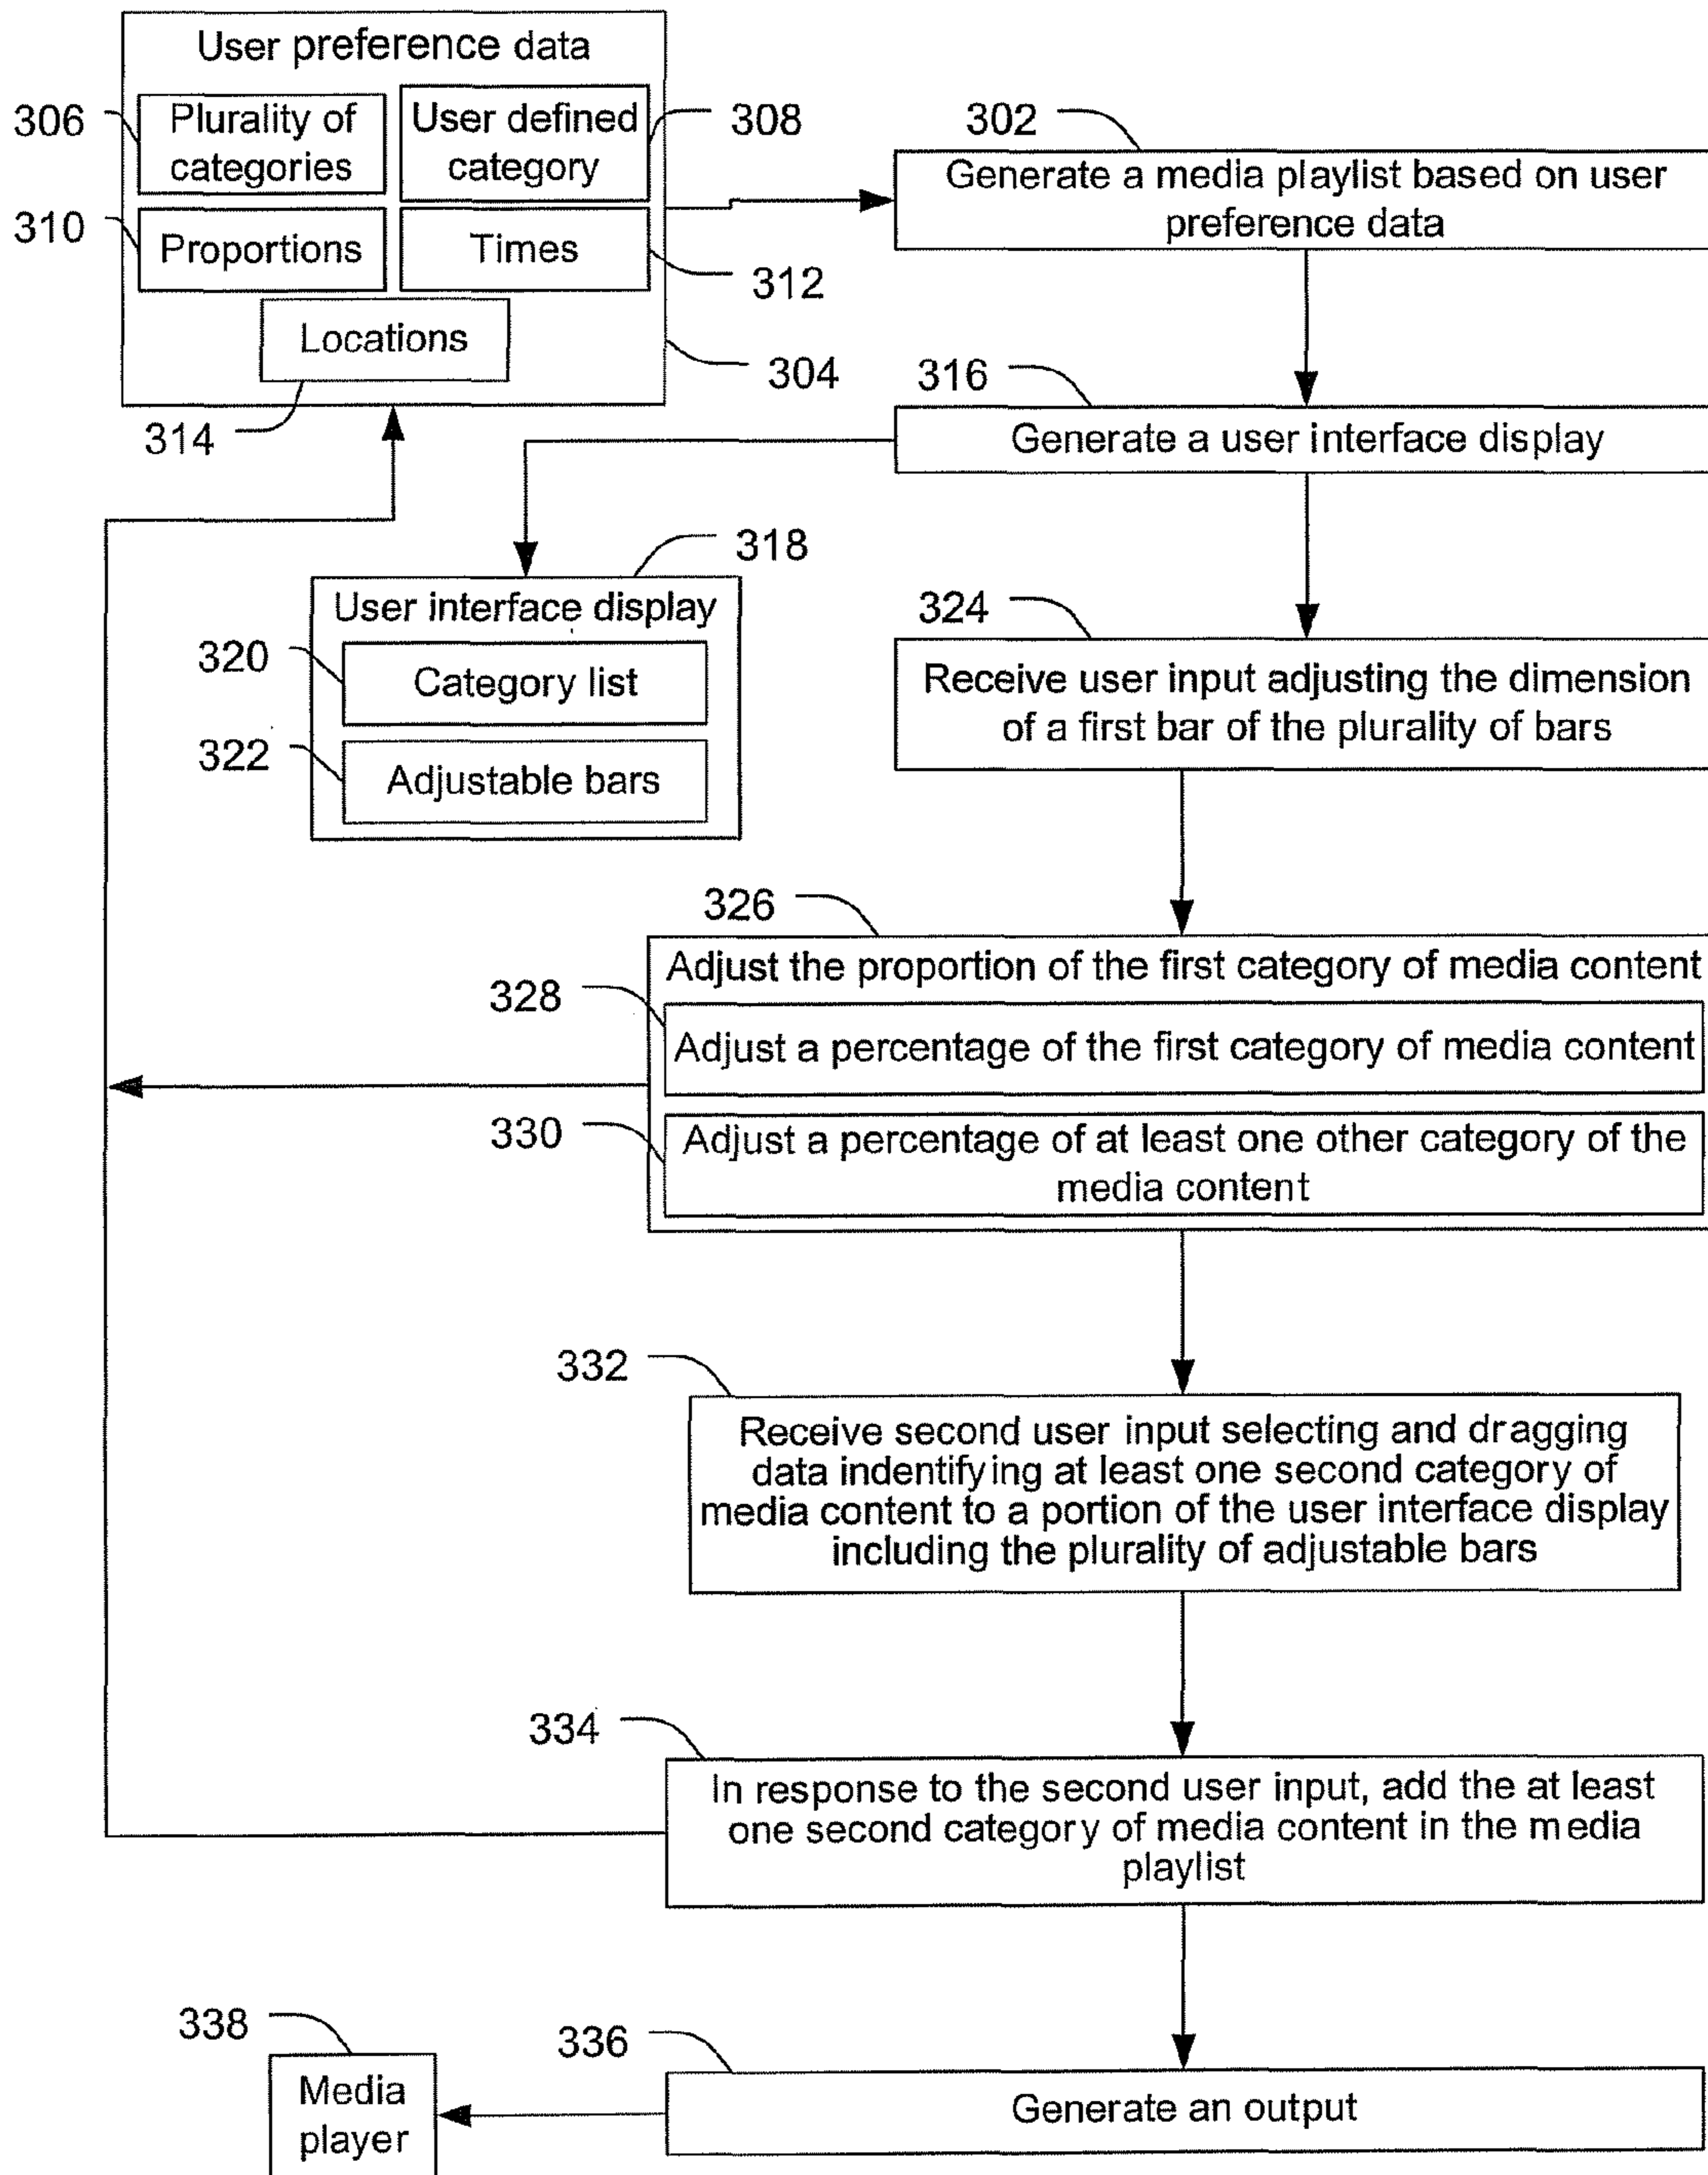 User preference data
306
Plurality of
categories
User defined
category
308
310
Proportions
Times
312
Locations
304
314
302
Generate a media playlist based on user
preference data
316
Generate a user interface display
318
User interface display
320
Category list
322
Adjustable bars
324
Receive user input adjusting the dimension
of a first bar of the plurality of bars
326
Adjust the proportion of the first category of media content
328
Adjust a percentage of the first category of media content
330
Adjust a percentage of at least one other category of the
media content
332
Receive second user input selecting and dragging
data indentifying at least one second category of
media content to a portion of the user interface display
including the plurality of adjustable bars
334
In response to the second user input, add the at least
one second category of media content in the media
playlist
336
Generate an output
338
Media
player